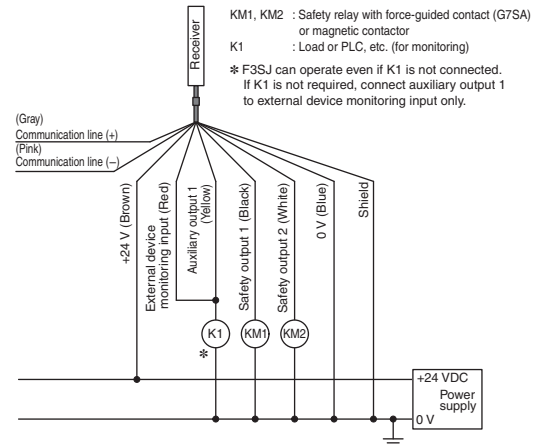 Receiver
KM1, KM2 : Safety relay with force-guided contact (G7SA)
or magnetic contactor
K1 : Load or PLC, etc. (for monitoring)
* F3SJ can operate even if K1 is not connected.
If K1 is not required, connect auxiliary output 1
to external device monitoring input only.
(Gray)
Communication line (+)
(Pink)
Communication line (−)
+24 V (Brown)
External device
monitoring input (Red)
Auxiliary output 1
(Yellow)
Safety output 1 (Black)
Safety output 2 (White)
0 V (Blue)
Shield
K1
KM1
KM2
*
+24 VDC
Power
supply
0 V